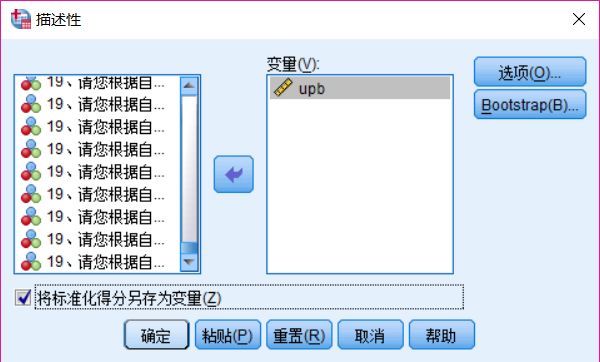 描述性
变量(V):
19、请您根据自...
19、请您根据自...
19、请您根据自...
19、请您根据自...
19、请您根据自...
19、请您根据自...
19、请您根据自...
19、请您根据自...
19、请您根据自...
upb
选项(O)...
Bootstrap(B)...
将标准化得分另存为变量(Z)
确定
粘贴(P)
重置(R)
取消
帮助